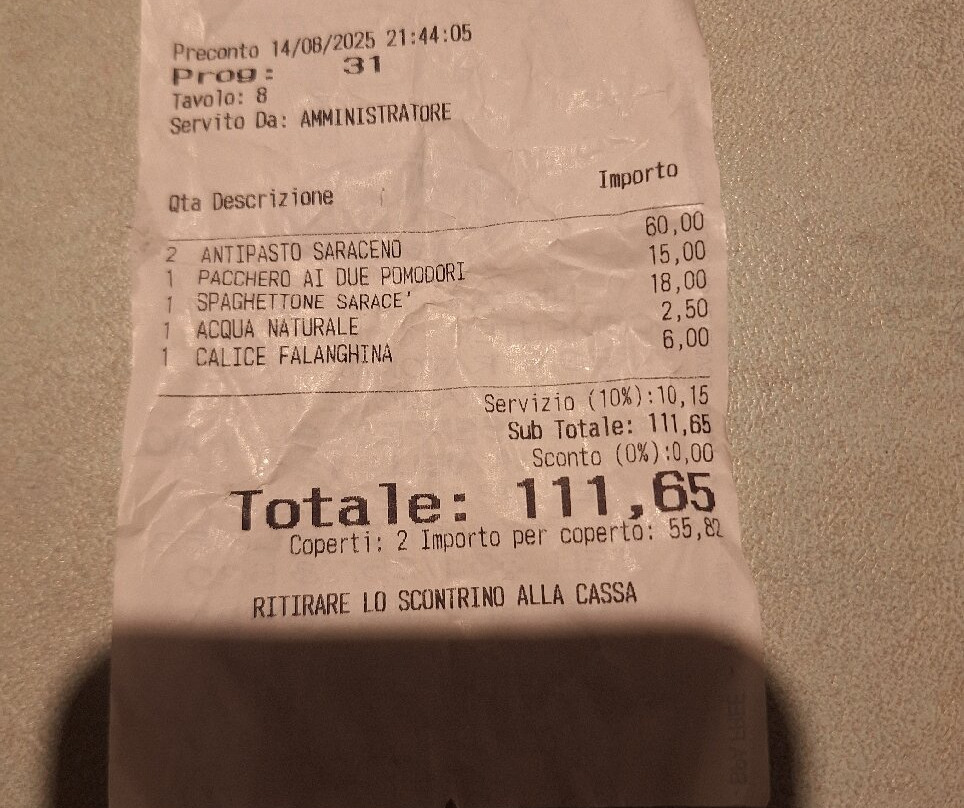 Preconto 14/08/2025 21:44:05
Prog: 31
Tavolo: 8
Servito Da: AMMINISTRATORE
Qta Descrizione Importo
2 ANTIPASTO SARACENO 60,00
1 PACCHERO AI DUE POMODORI 15,00
1 SPAGHETTONE SARACE' 18,00
1 ACQUA NATURALE 2,50
1 CALICE FALANGHINA 6,00
Servizio (10%):10,15
Sub Totale: 111,65
Sconto (0%):0,00
Totale: 111,65
Coperti: 2 Importo per coperto: 55,82
RITIRARE LO SCONTRINO ALLA CASSA